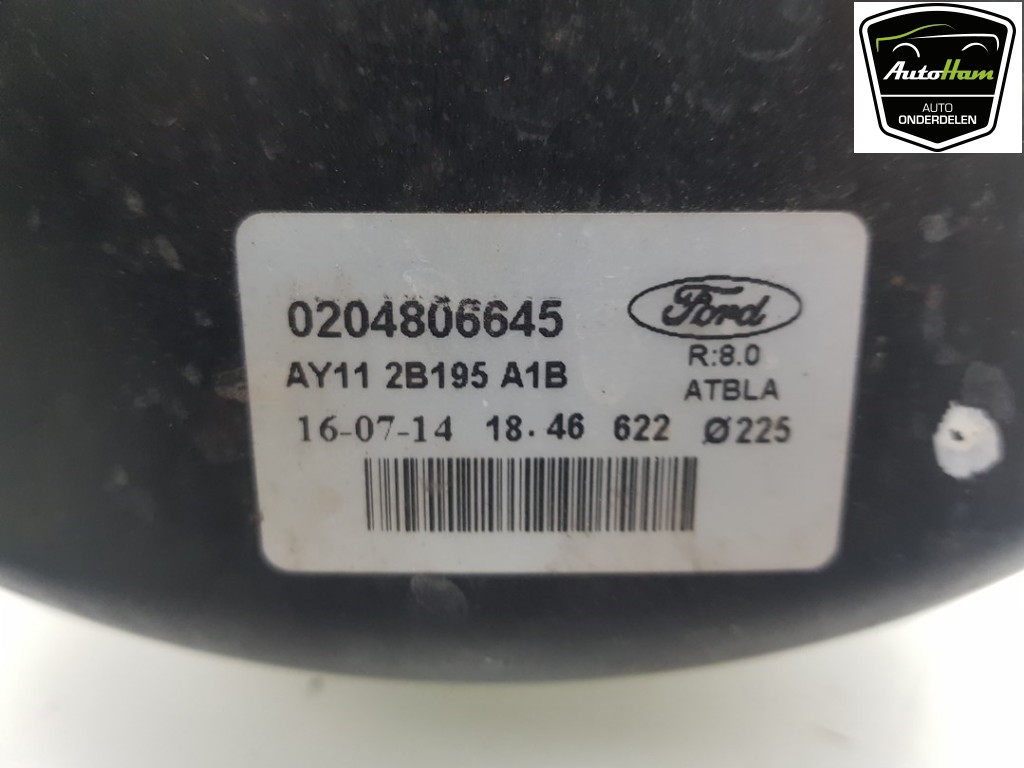 AutoHam
AUTO
ONDERDELEN
0204806645
Ford
AY11 2B195 A1B
R:8.0
ATBLA
16-07-14 18.46 622 Ø225